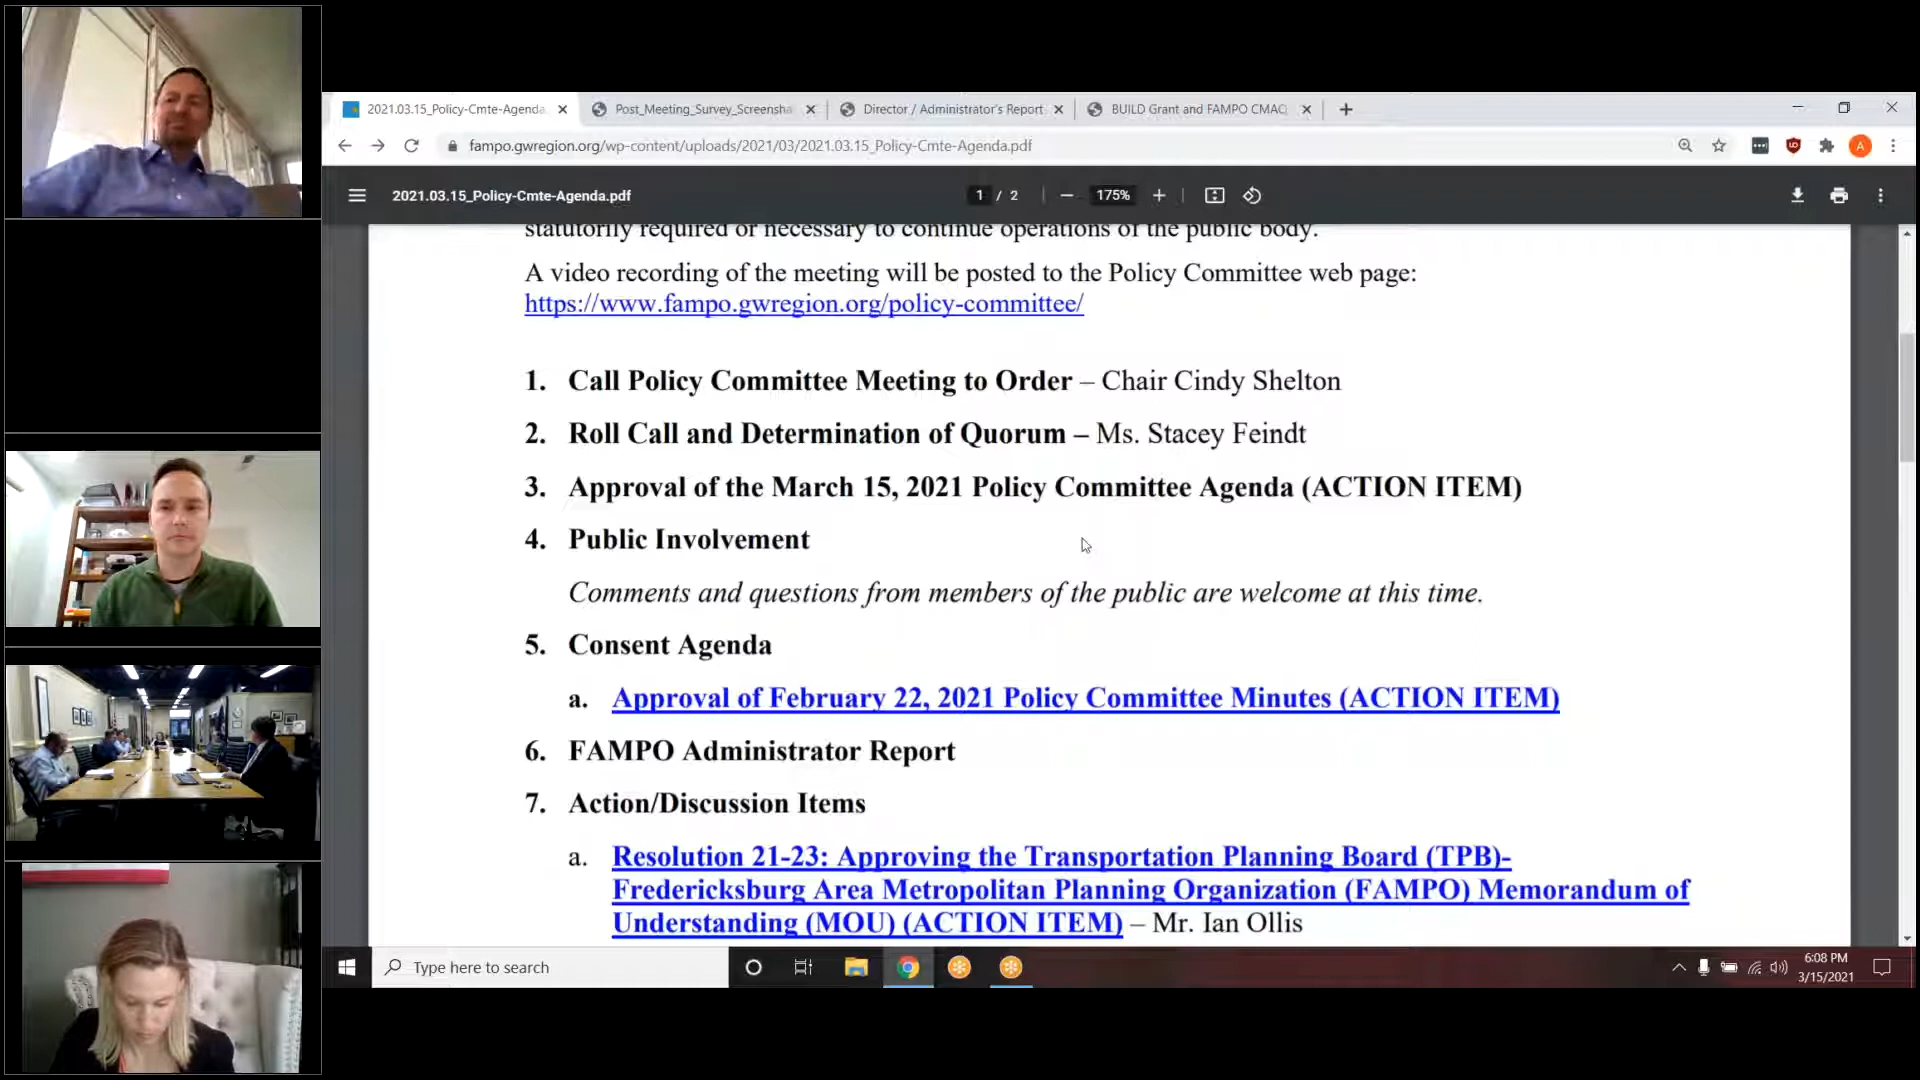 2021.03.15_Policy-Cmte-Agenda.
Post_Meeting_Survey_Screensha
Director / Administrator's Report
BUILD Grant and FAMPO CMAQ
fampo.gwregion.org/wp-content/uploads/2021/03/2021.03.15_Policy-Cmte-Agenda.pdf
A
2021.03.15_Policy-Cmte-Agenda.pdf
1 / 2
175%
statutorily required or necessary to continue operations of the public body.
A video recording of the meeting will be posted to the Policy Committee web page:
https://www.fampo.gwregion.org/policy-committee/
1. Call Policy Committee Meeting to Order – Chair Cindy Shelton
2. Roll Call and Determination of Quorum – Ms. Stacey Feindt
3. Approval of the March 15, 2021 Policy Committee Agenda (ACTION ITEM)
4. Public Involvement
Comments and questions from members of the public are welcome at this time.
5. Consent Agenda
a. Approval of February 22, 2021 Policy Committee Minutes (ACTION ITEM)
6. FAMPO Administrator Report
7. Action/Discussion Items
a. Resolution 21-23: Approving the Transportation Planning Board (TPB)-
Fredericksburg Area Metropolitan Planning Organization (FAMPO) Memorandum of
Understanding (MOU) (ACTION ITEM) – Mr. Ian Ollis
Type here to search
6:08 PM
3/15/2021